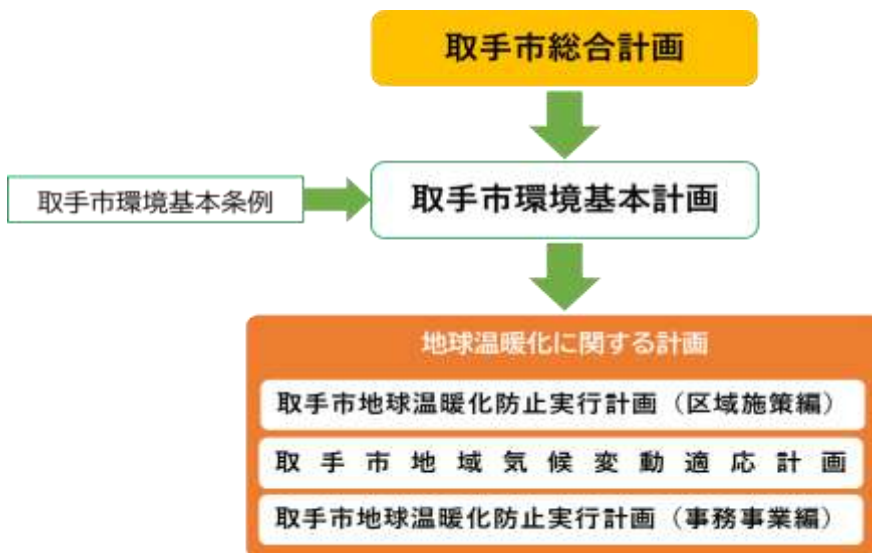 取手市総合計画
取手市環境基本条例
取手市環境基本計画
地球温暖化に関する計画
取手市地球温暖化防止実行計画（区域施策編）
取手市地域気候変動適応計画
取手市地球温暖化防止実行計画（事務事業編）